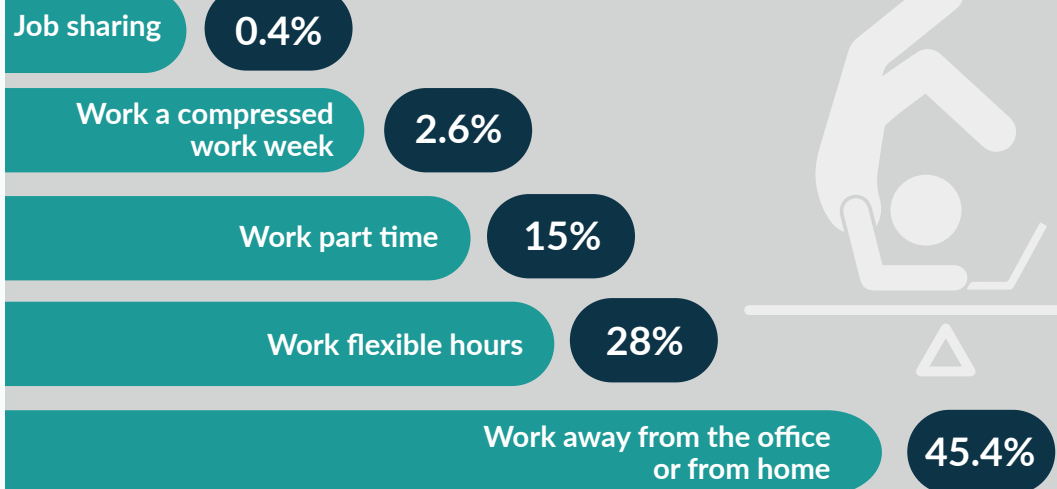 Job sharing
0.4%
Work a compressed
work week
2.6%
Work part time
15%
Work flexible hours
28%
Work away from the office
or from home
45.4%